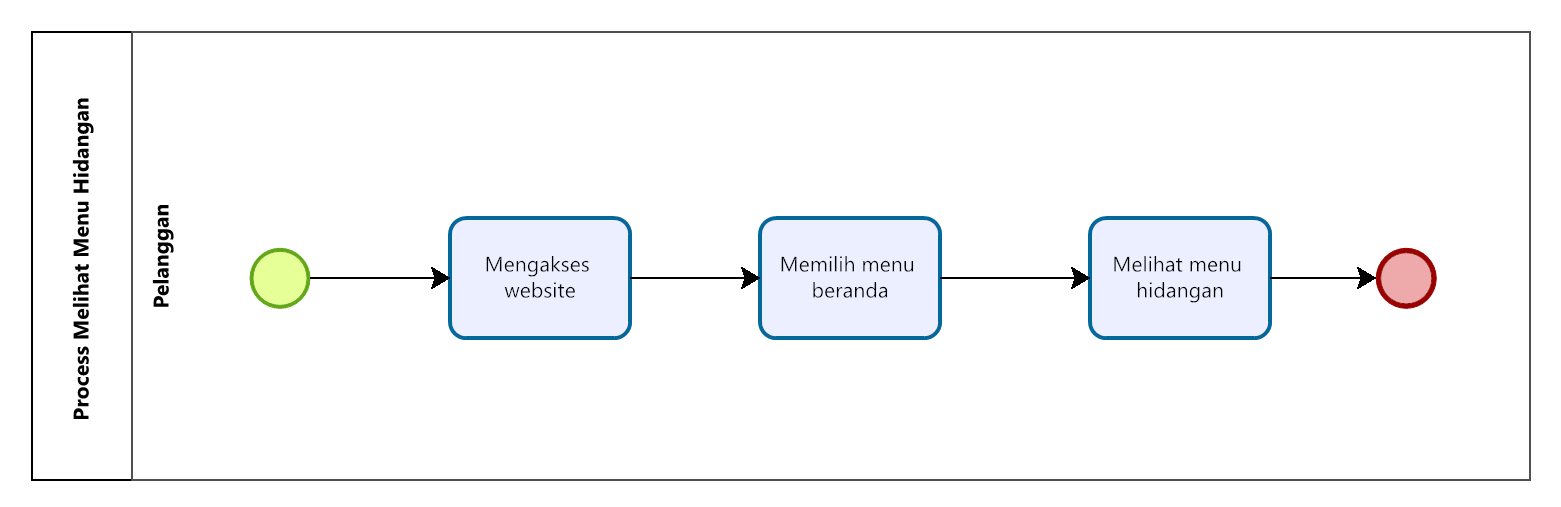 Process Melihat Menu Hidangan
Pelanggan
Mengakses
website
Memilih menu
beranda
Melihat menu
hidangan